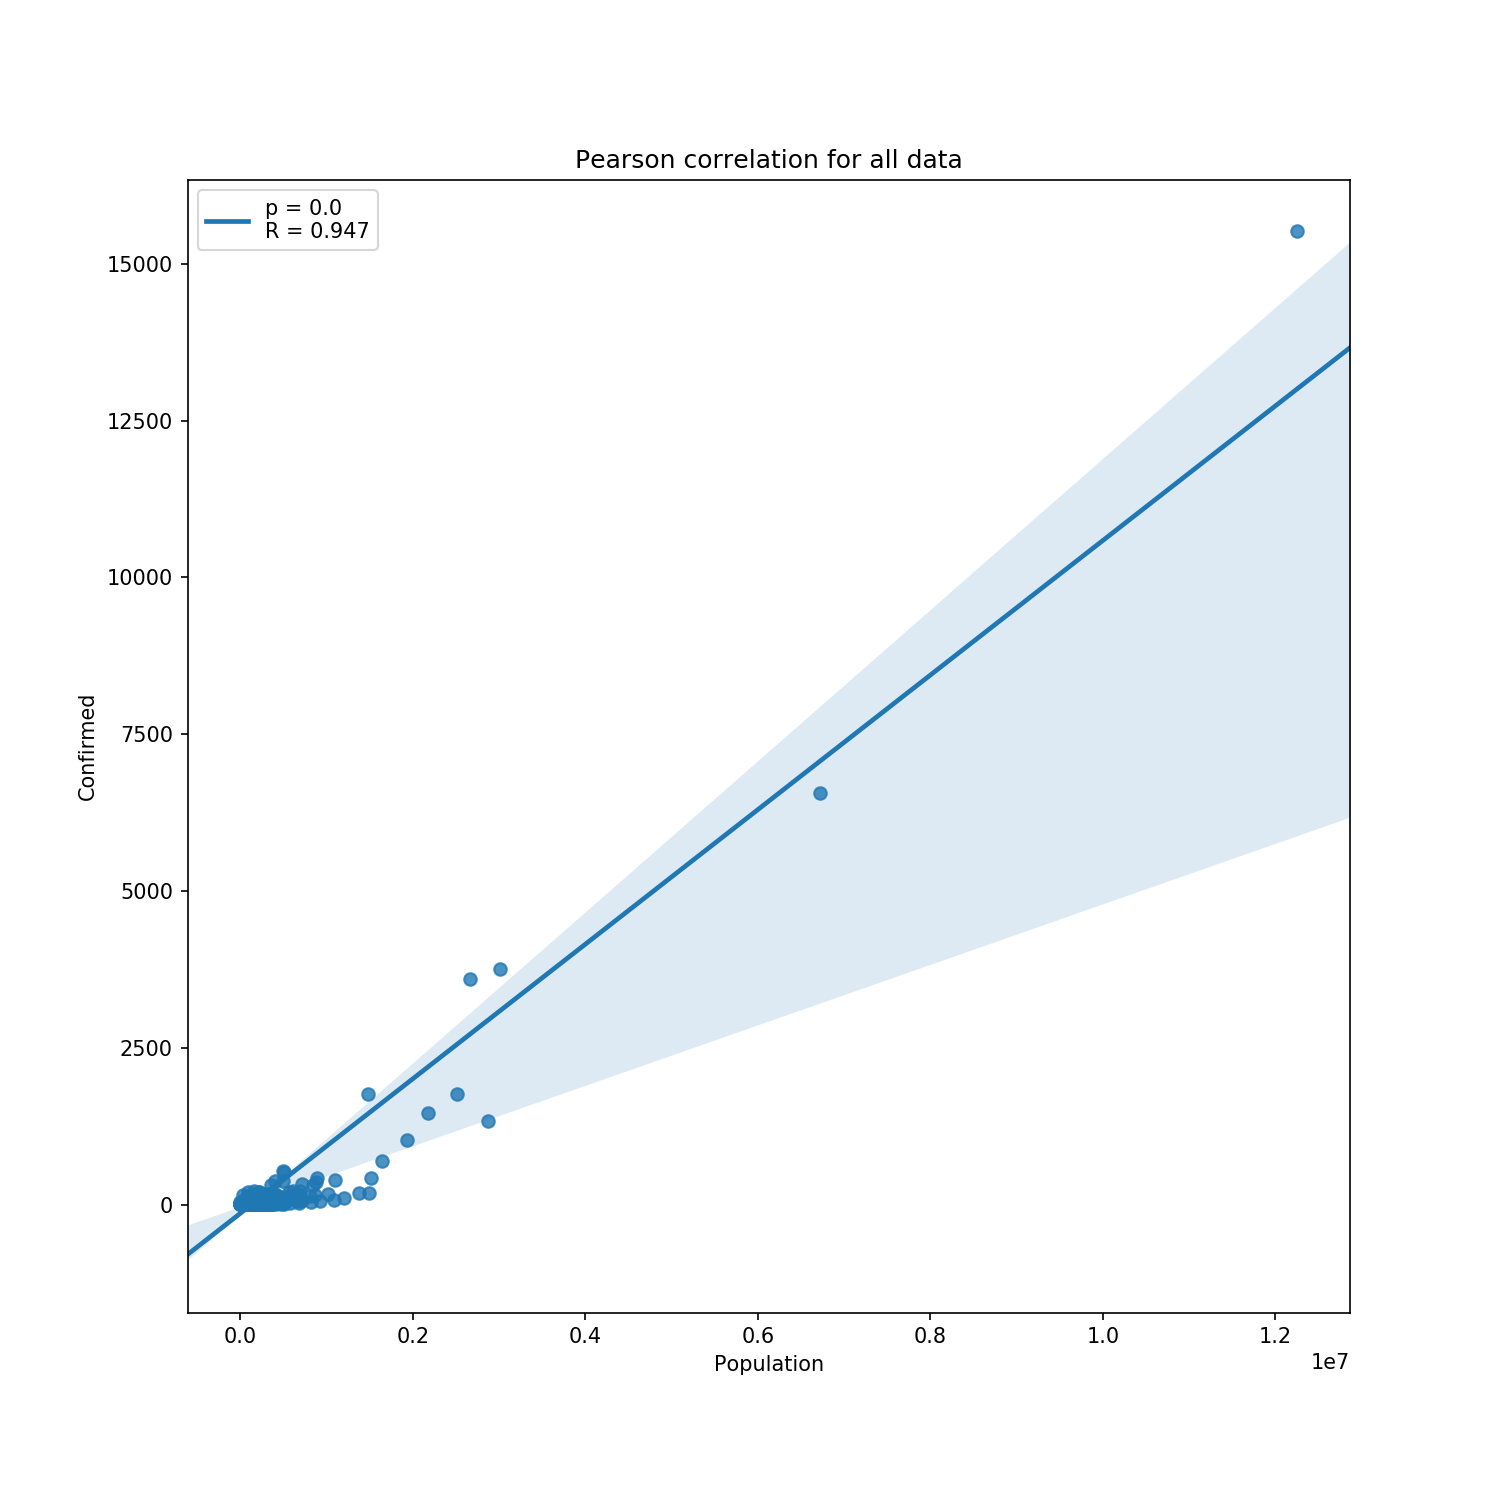 Pearson correlation for all data
p = 0.0
R = 0.947
15000
12500
10000
7500
5000
2500
0
Confirmed
0.0 0.2 0.4 0.6 0.8 1.0 1.2
1e7
Population